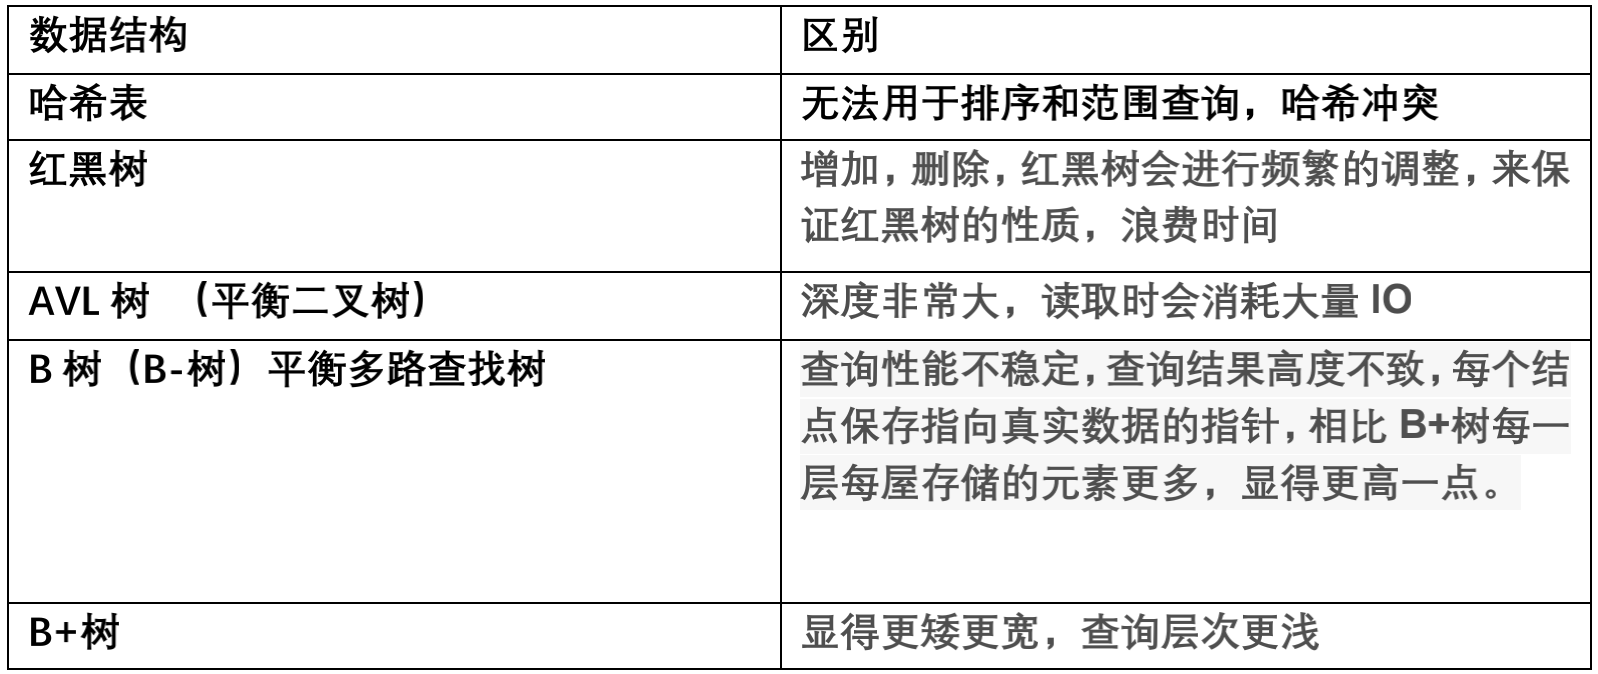 数据结构
区别
哈希表
无法用于排序和范围查询，哈希冲突
红黑树
增加，删除，红黑树会进行频繁的调整，来保
证红黑树的性质，浪费时间
AVL 树 （平衡二叉树）
深度非常大，读取时会消耗大量 IO
B 树（B-树）平衡多路查找树
查询性能不稳定，查询结果高度不致，每个结
点保存指向真实数据的指针，相比 B+树每一
层每屋存储的元素更多，显得更高一点。
B+树
显得更矮更宽，查询层次更浅